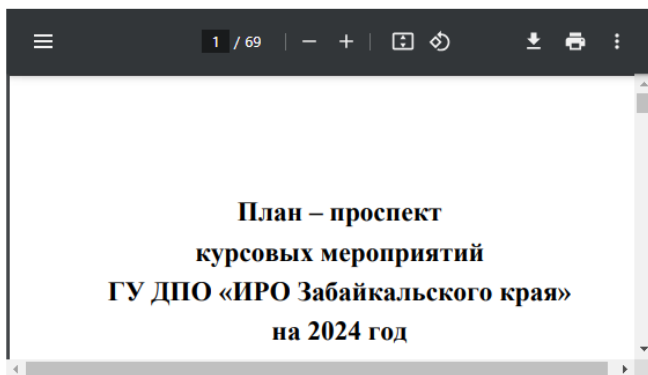 1 / 69
План – проспект
курсовых мероприятий
ГУ ДПО «ИРО Забайкальского края»
на 2024 год